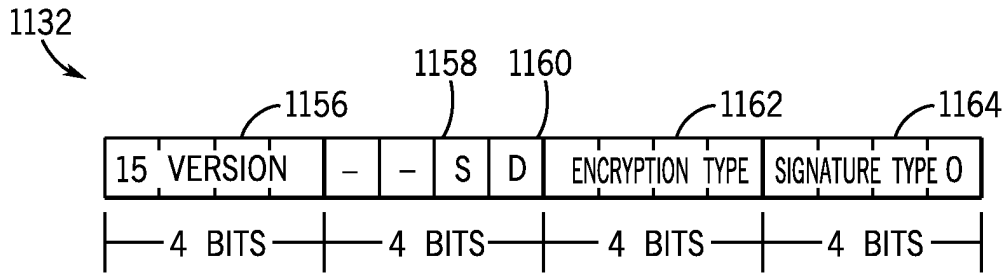 1132
1158 1160
1156 1162 1164
15 VERSION - - S D ENCRYPTION TYPE SIGNATURE TYPE 0
4 BITS 4 BITS 4 BITS 4 BITS